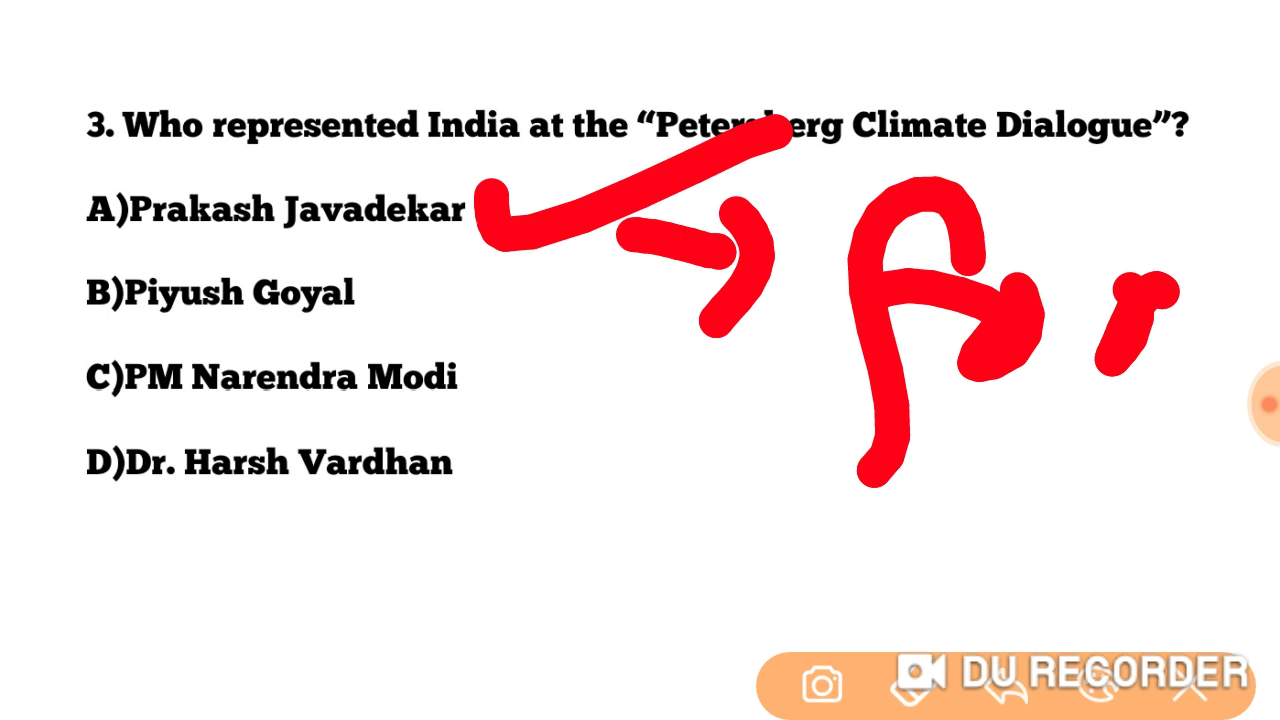 3. Who represented India at the “Petersberg Climate Dialogue”?
A)Prakash Javadekar
B)Piyush Goyal
C)PM Narendra Modi
D)Dr. Harsh Vardhan
DU RECORDER